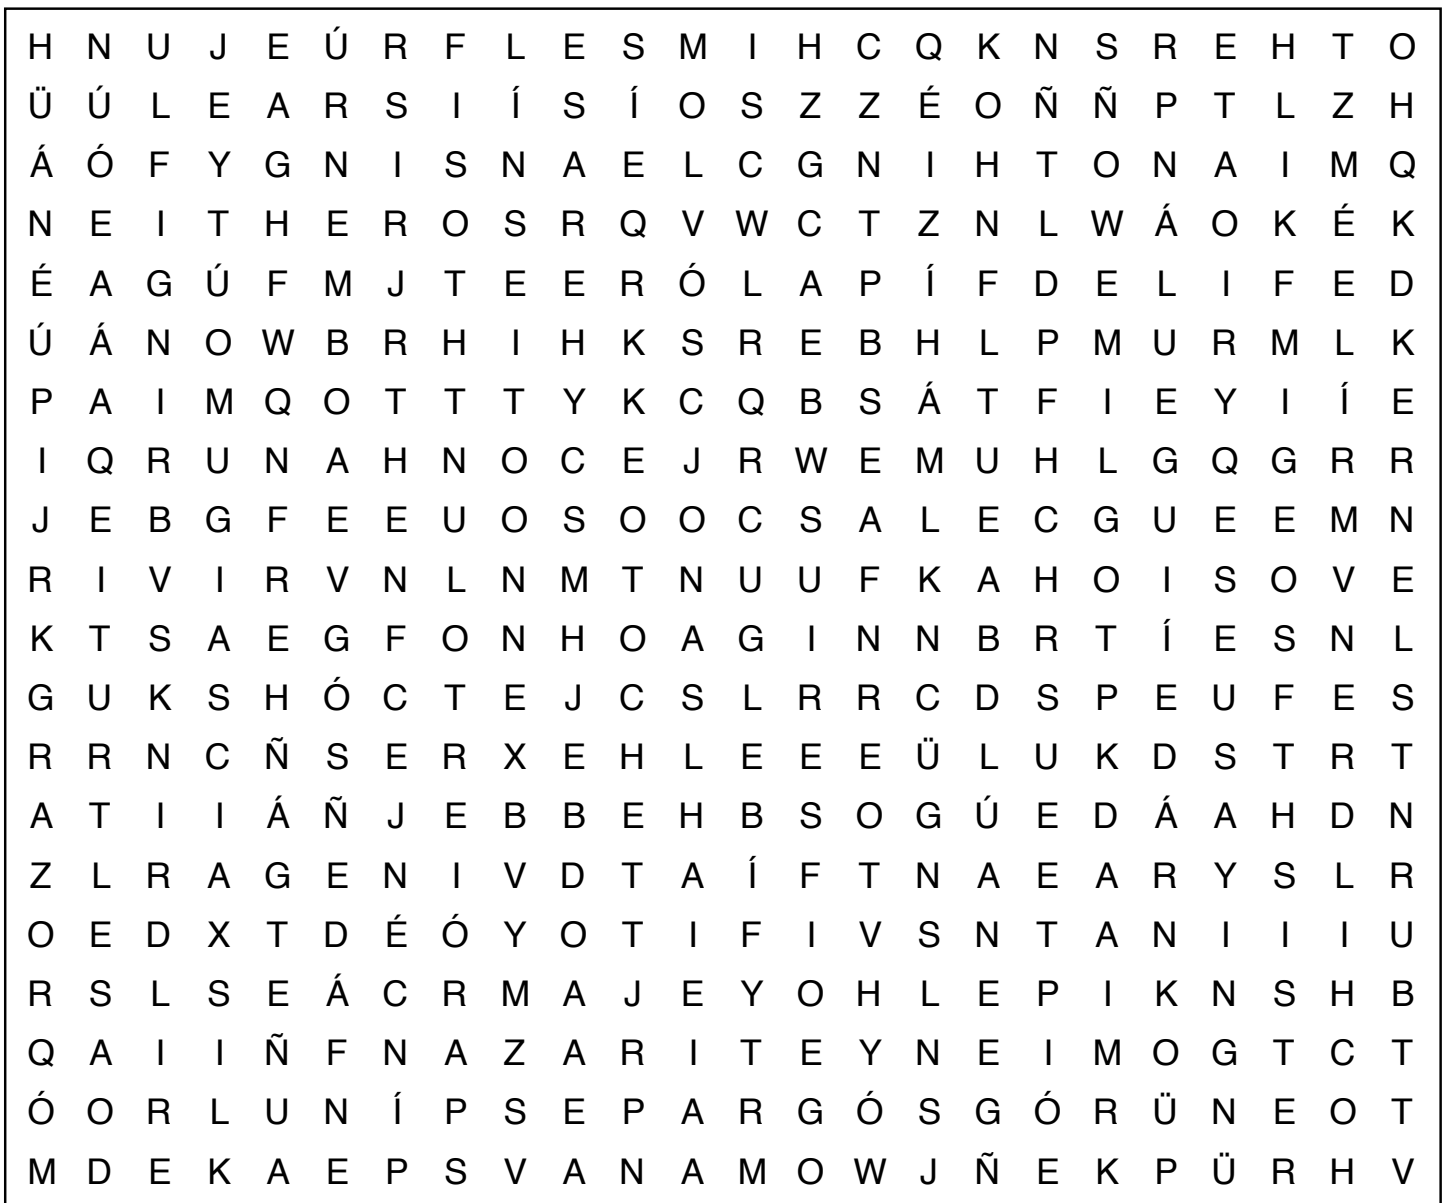 H N U J E Ú R F L E S M I H C Q K N S R E H T O
Ü Ú L E A R S I Í S Í O S Z Z É O Ñ Ñ P T L Z H
Á Ó F Y G N I S N A E L C G N I H T O N A I M Q
N E I T H E R O S R Q V W C T Z N L W Á O K É K
É A G Ú F M J T E E R Ó L A P Í F D E L I F E D
Ú Á N O W B R H I H K S R E B H L P M U R M L K
P A I M Q O T T T Y K C Q B S Á T F I E Y I Í E
I Q R U N A H N O C E J R W E M U H L G Q G R R
J E B G F E E U O S O O C S A L E C G U E E M N
R I V I R V N L N M T N U U F K A H O I S O V E
K T S A E G F O N H O A G I N N B R T Í E S N L
G U K S H Ó C T E J C S L R R C D S P E U F E S
R R N C Ñ S E R X E H L E E E Ü L U K D S T R T
A T I I Á Ñ J E B B E H B S O G Ú E D Á A H D N
Z L R A G E N I V D T A Í F T N A E A R Y S L R
O E D X T D É Ó Y O T I F I V S N T A N I I I U
R S L S E Á C R M A J E Y O H L E P I K N S H B
Q A I I Ñ F N A Z A R I T E Y N E I M O G T C T
Ó O R L U N Í P S E P A R G Ó S G Ó R Ü N E O T
M D E K A E P S V A N A M O W J Ñ E K P Ü R H V